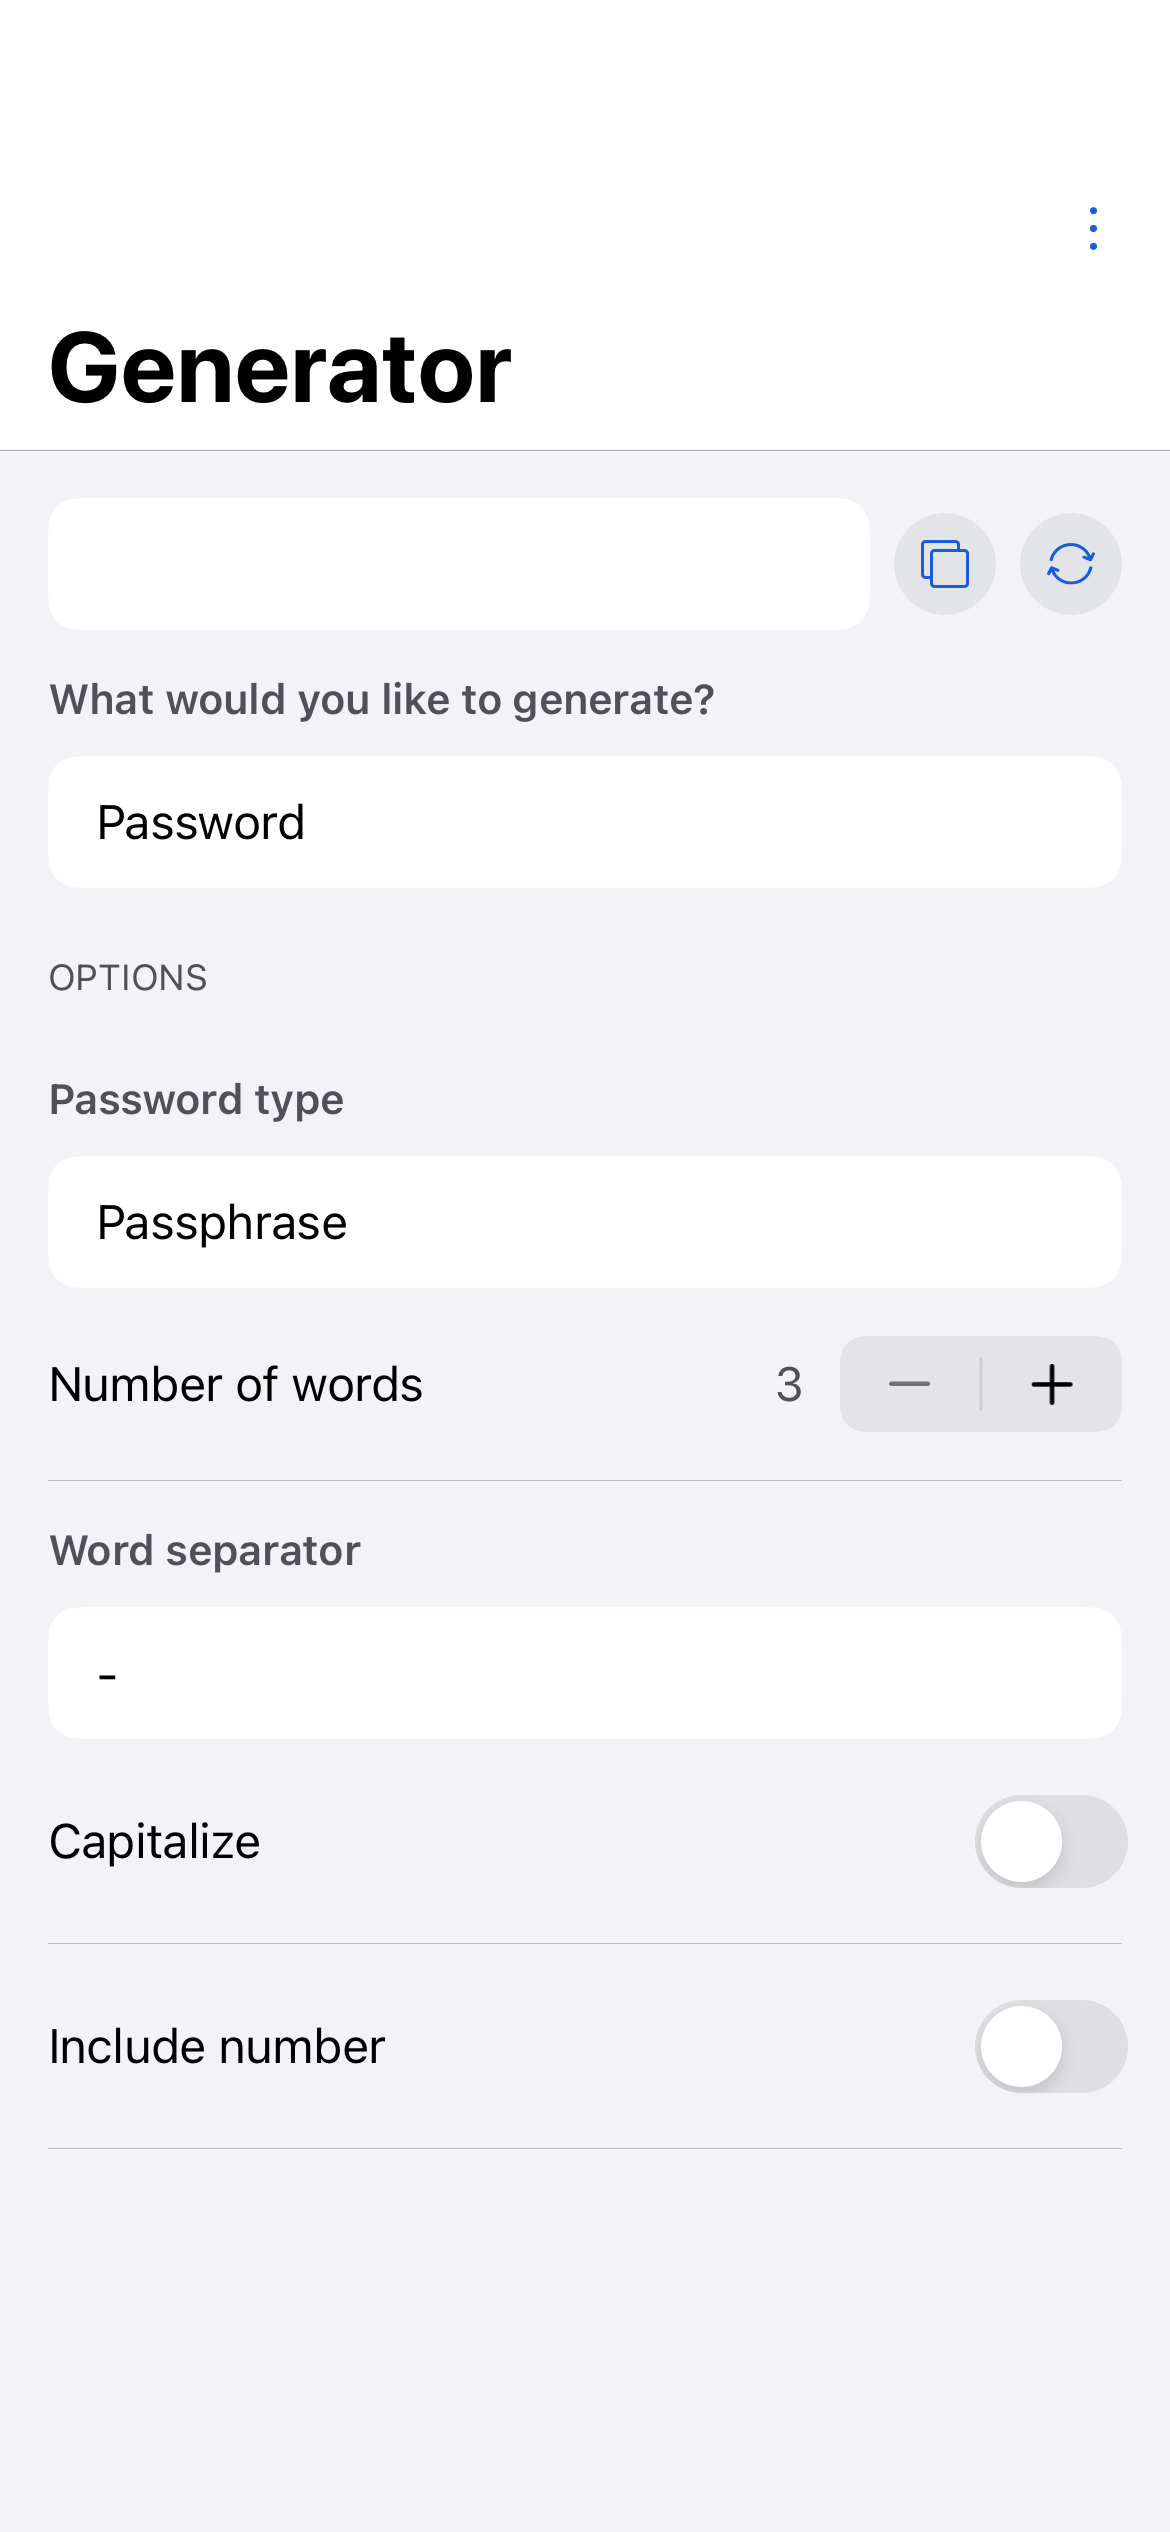 Generator
What would you like to generate?
Password
OPTIONS
Password type
Passphrase
Number of words 3
Word separator
-
Capitalize
Include number